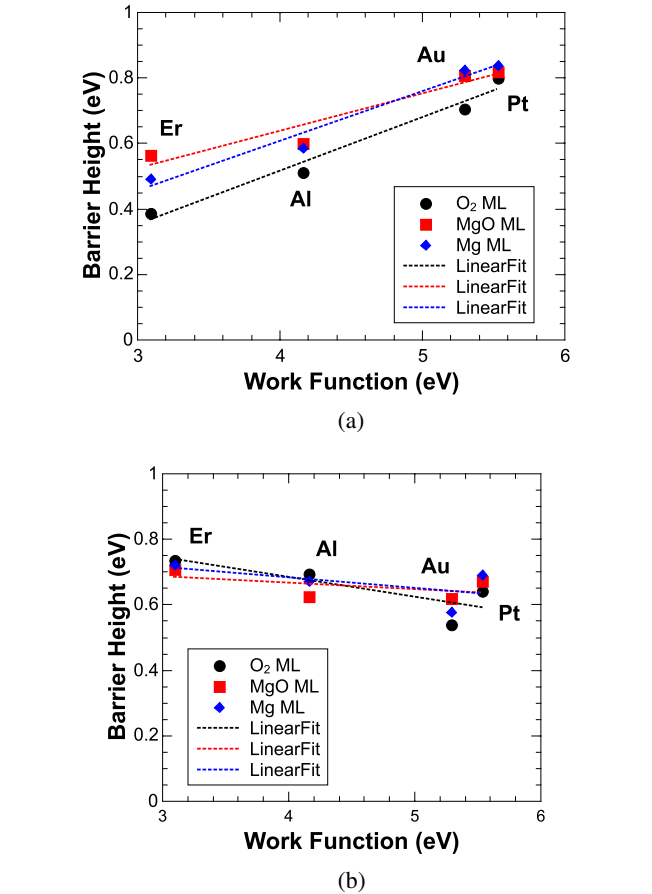 1
0.8
0.6
0.4
0.2
0
Barrier Height (eV)
Er
Al
Au
Pt
O₂ ML
MgO ML
Mg ML
LinearFit
LinearFit
LinearFit
3 4 5 6
Work Function (eV)
(a)
1
0.8
0.6
0.4
0.2
0
Barrier Height (eV)
Er
Al
Au
Pt
O₂ ML
MgO ML
Mg ML
LinearFit
LinearFit
LinearFit
3 4 5 6
Work Function (eV)
(b)